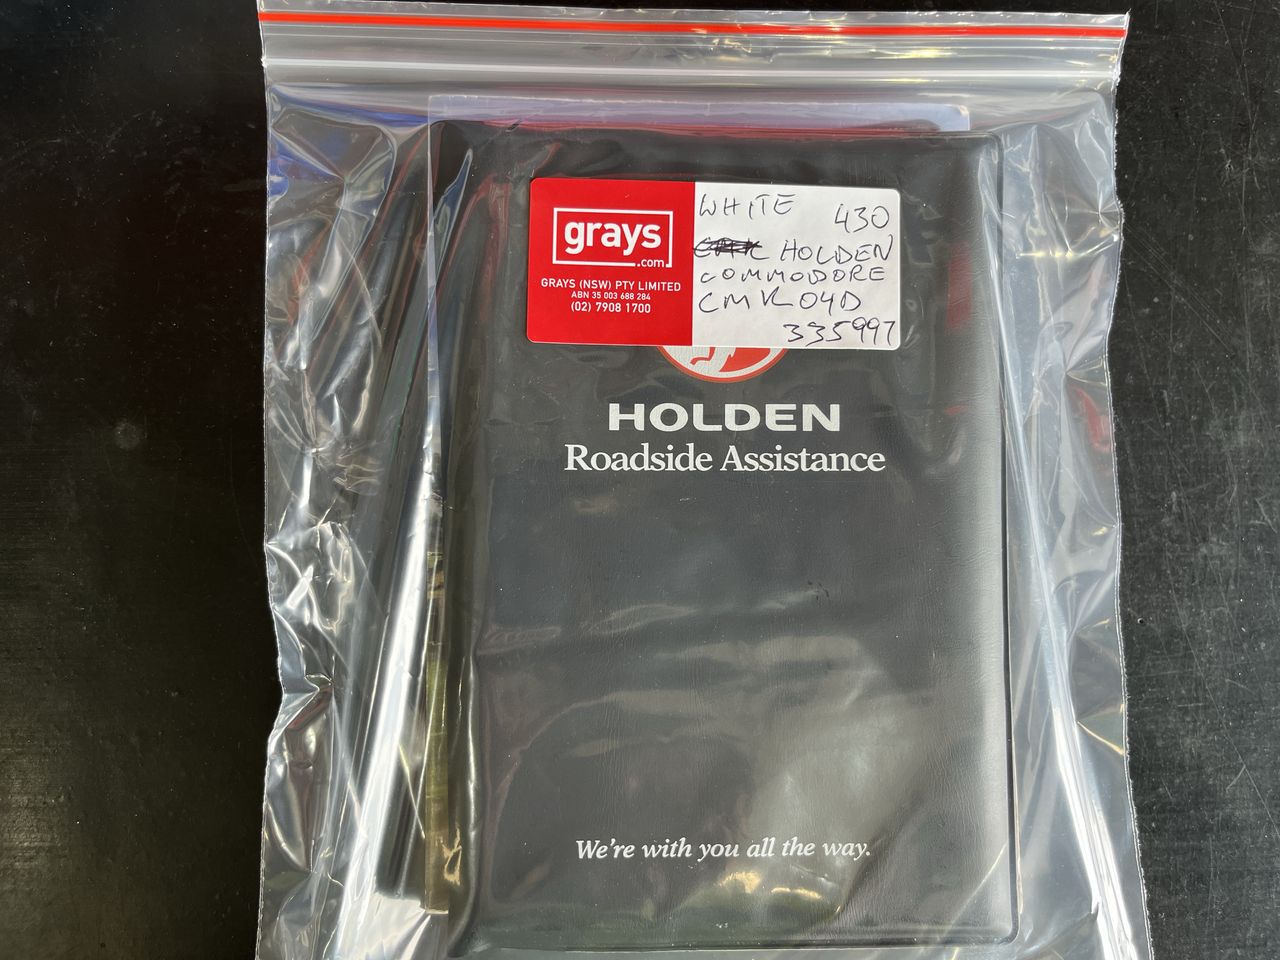 grays
.com
GRAYS (NSW) PTY LIMITED
ABN 35 003 688 284
(02) 7908 1700
WHITE 430
HOLDEN
COMMODORE
CMK04D
335997
HOLDEN
Roadside Assistance
We're with you all the way.